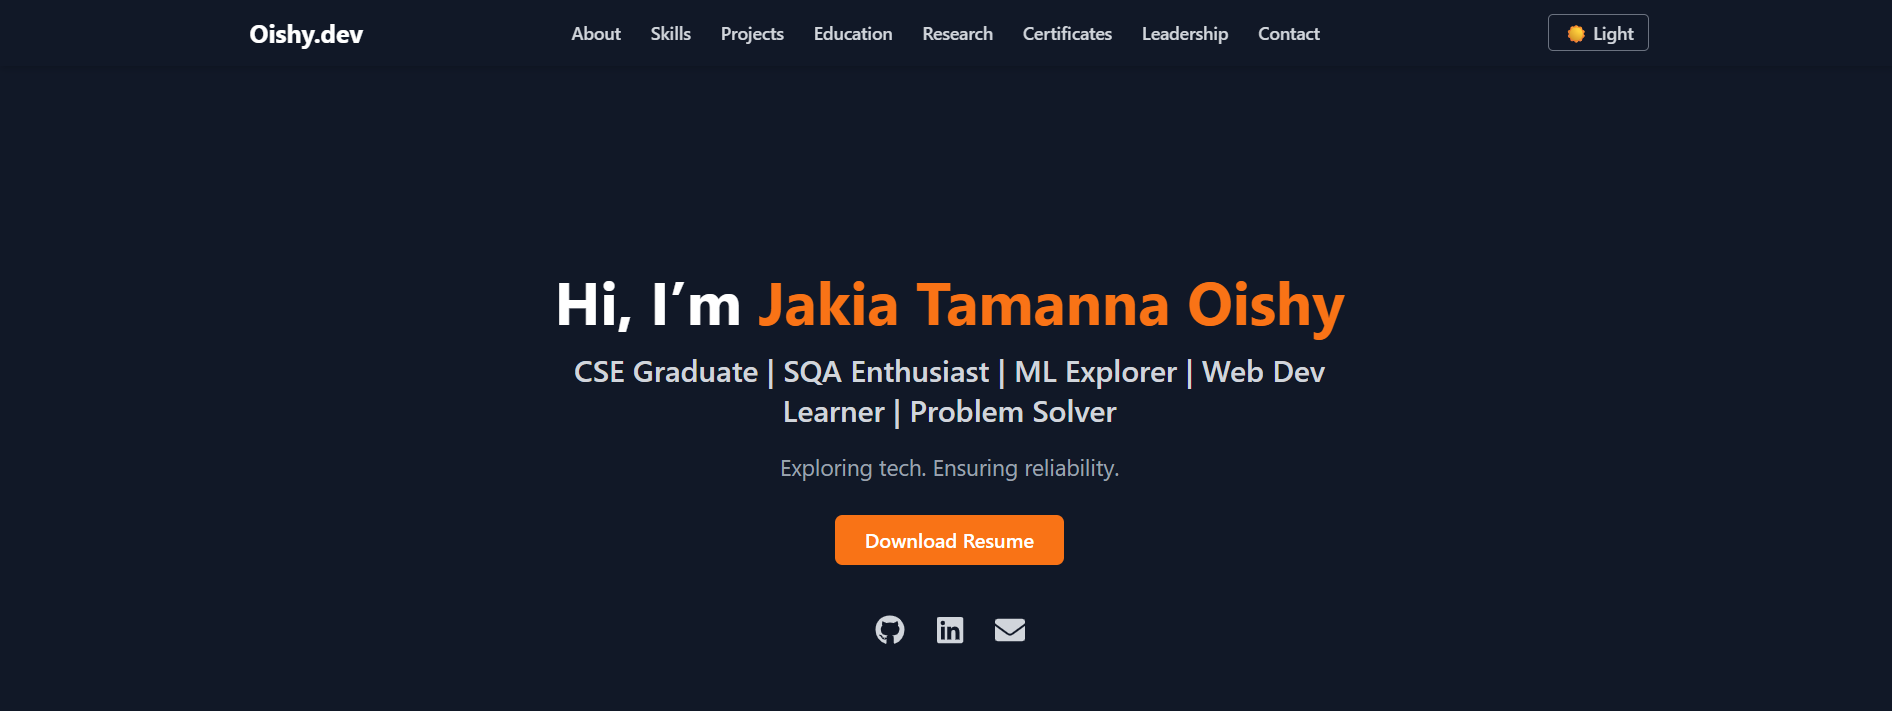 Oishy.dev About Skills Projects Education Research Certificates Leadership Contact Light
Hi, I’m Jakia Tamanna Oishy
CSE Graduate | SQA Enthusiast | ML Explorer | Web Dev
Learner | Problem Solver
Exploring tech. Ensuring reliability.
Download Resume
in